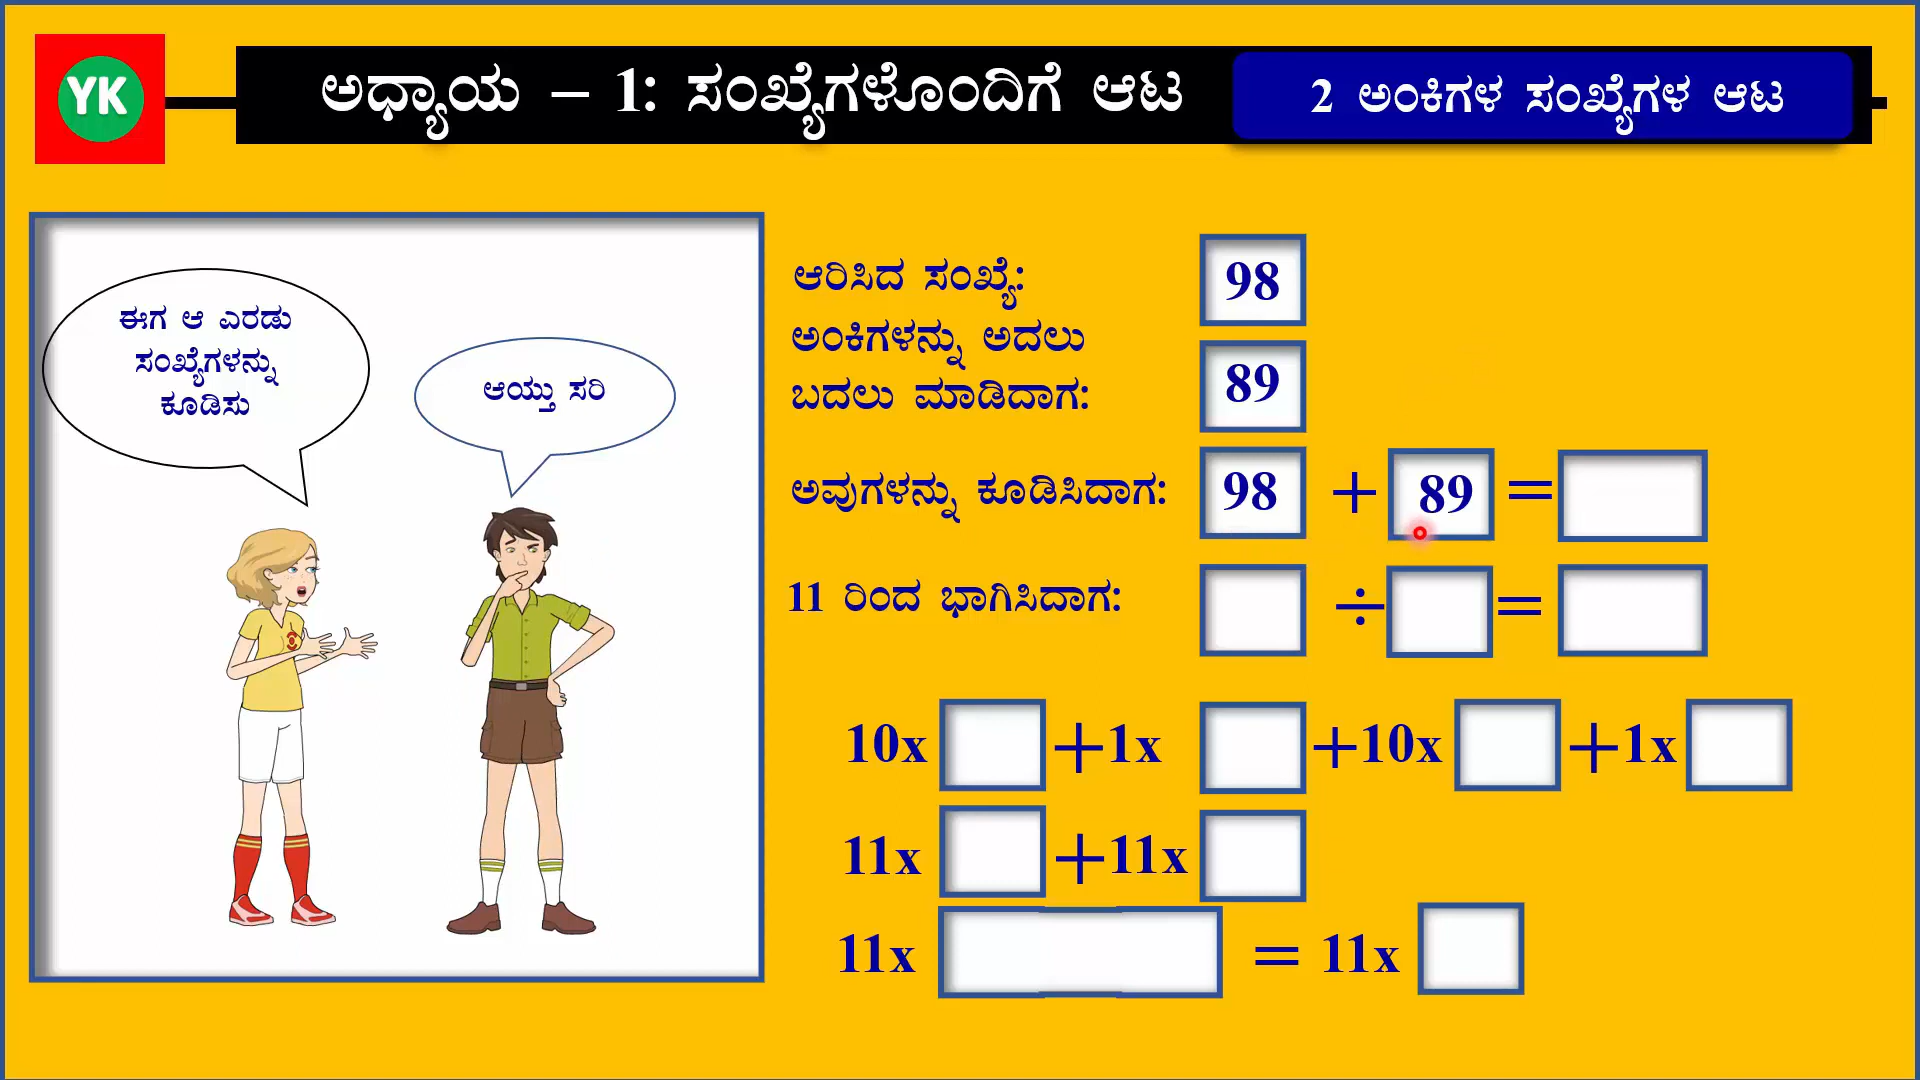 YK
ಅಧ್ಯಾಯ – 1: ಸಂಖ್ಯೆಗಳೊಂದಿಗೆ ಆಟ
2 ಅಂಕಿಗಳ ಸಂಖ್ಯೆಗಳ ಆಟ
ಈಗ ಆ ಎರಡು
ಸಂಖ್ಯೆಗಳನ್ನು
ಕೂಡಿಸು
ಆಯ್ತು ಸರಿ
ಆರಿಸಿದ ಸಂಖ್ಯೆ: 98
ಅಂಕಿಗಳನ್ನು ಅದಲು
ಬದಲು ಮಾಡಿದಾಗ: 89
ಅವುಗಳನ್ನು ಕೂಡಿಸಿದಾಗ: 98 + 89 =
11 ರಿಂದ ಭಾಗಿಸಿದಾಗ: ÷ =
10x +1x +10x +1x
11x +11x
11x = 11x